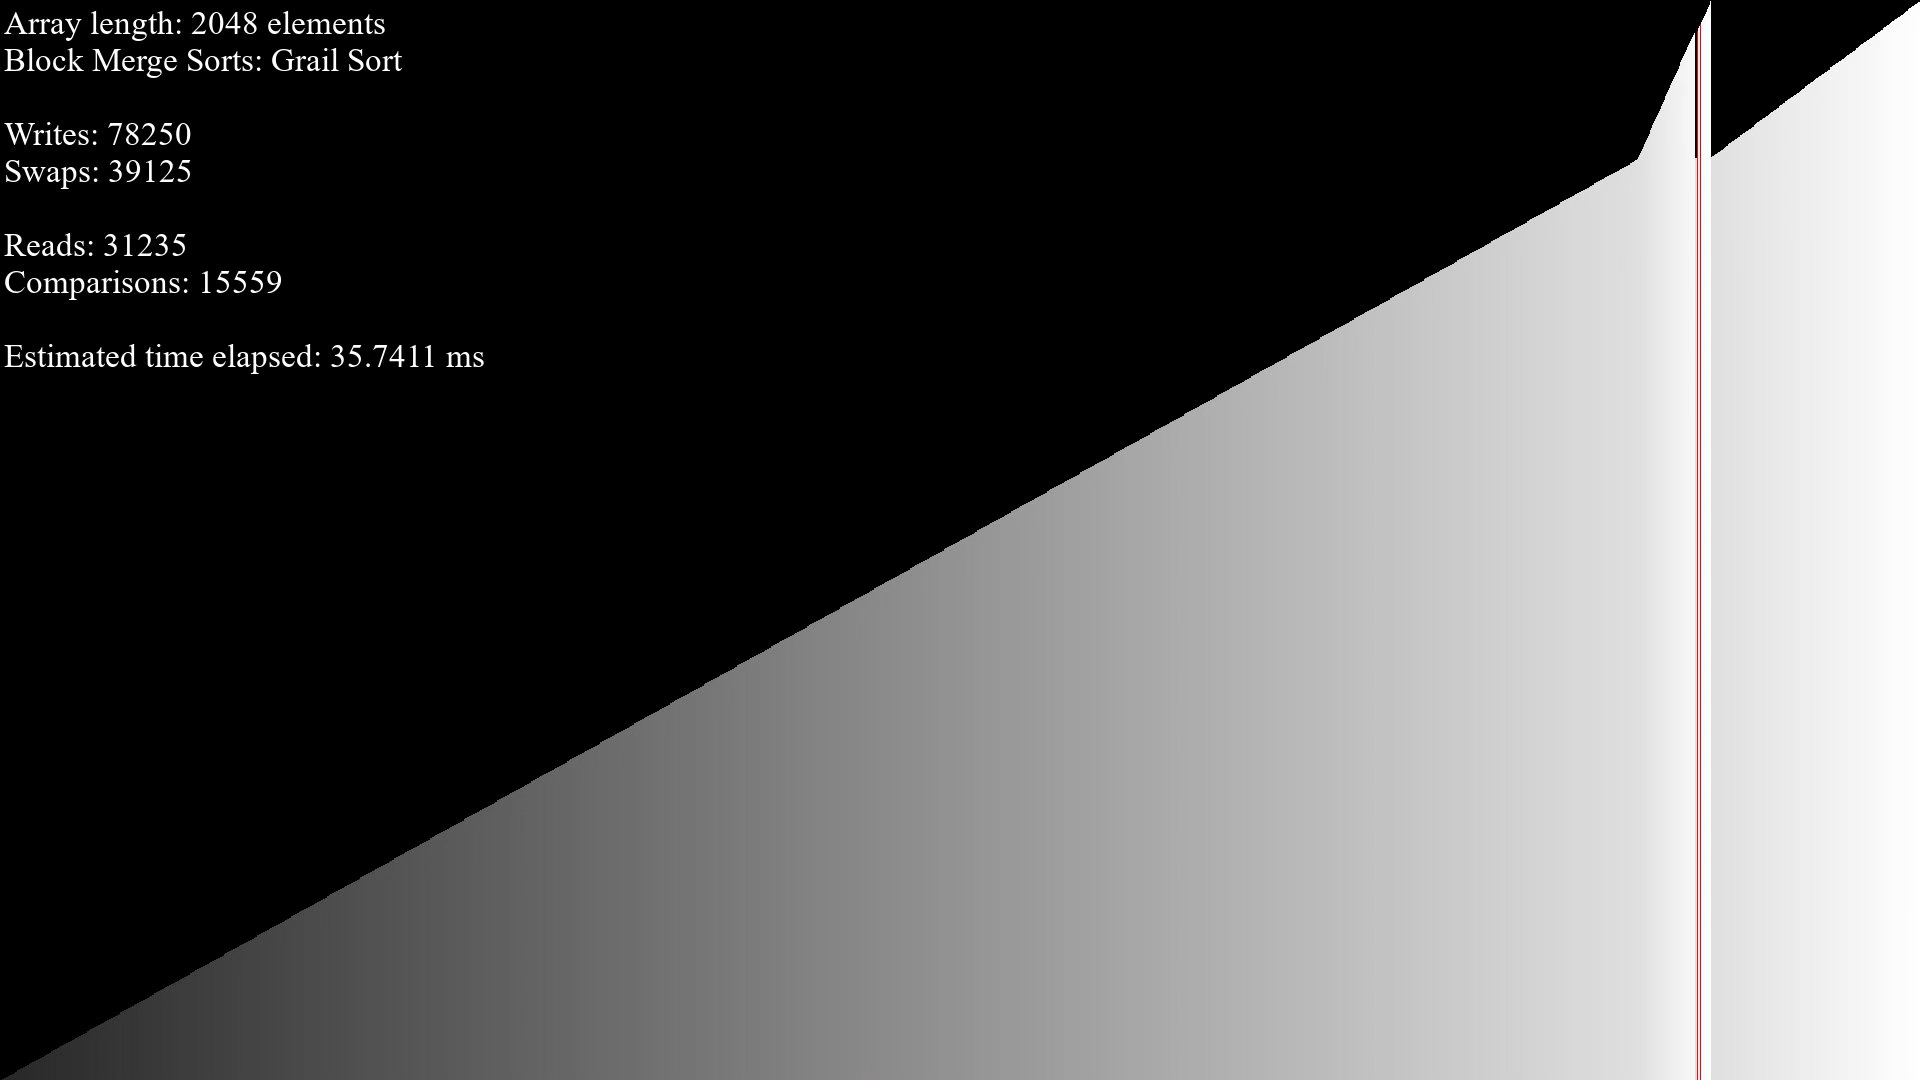 Array length: 2048 elements
Block Merge Sorts: Grail Sort
Writes: 78250
Swaps: 39125
Reads: 31235
Comparisons: 15559
Estimated time elapsed: 35.7411 ms